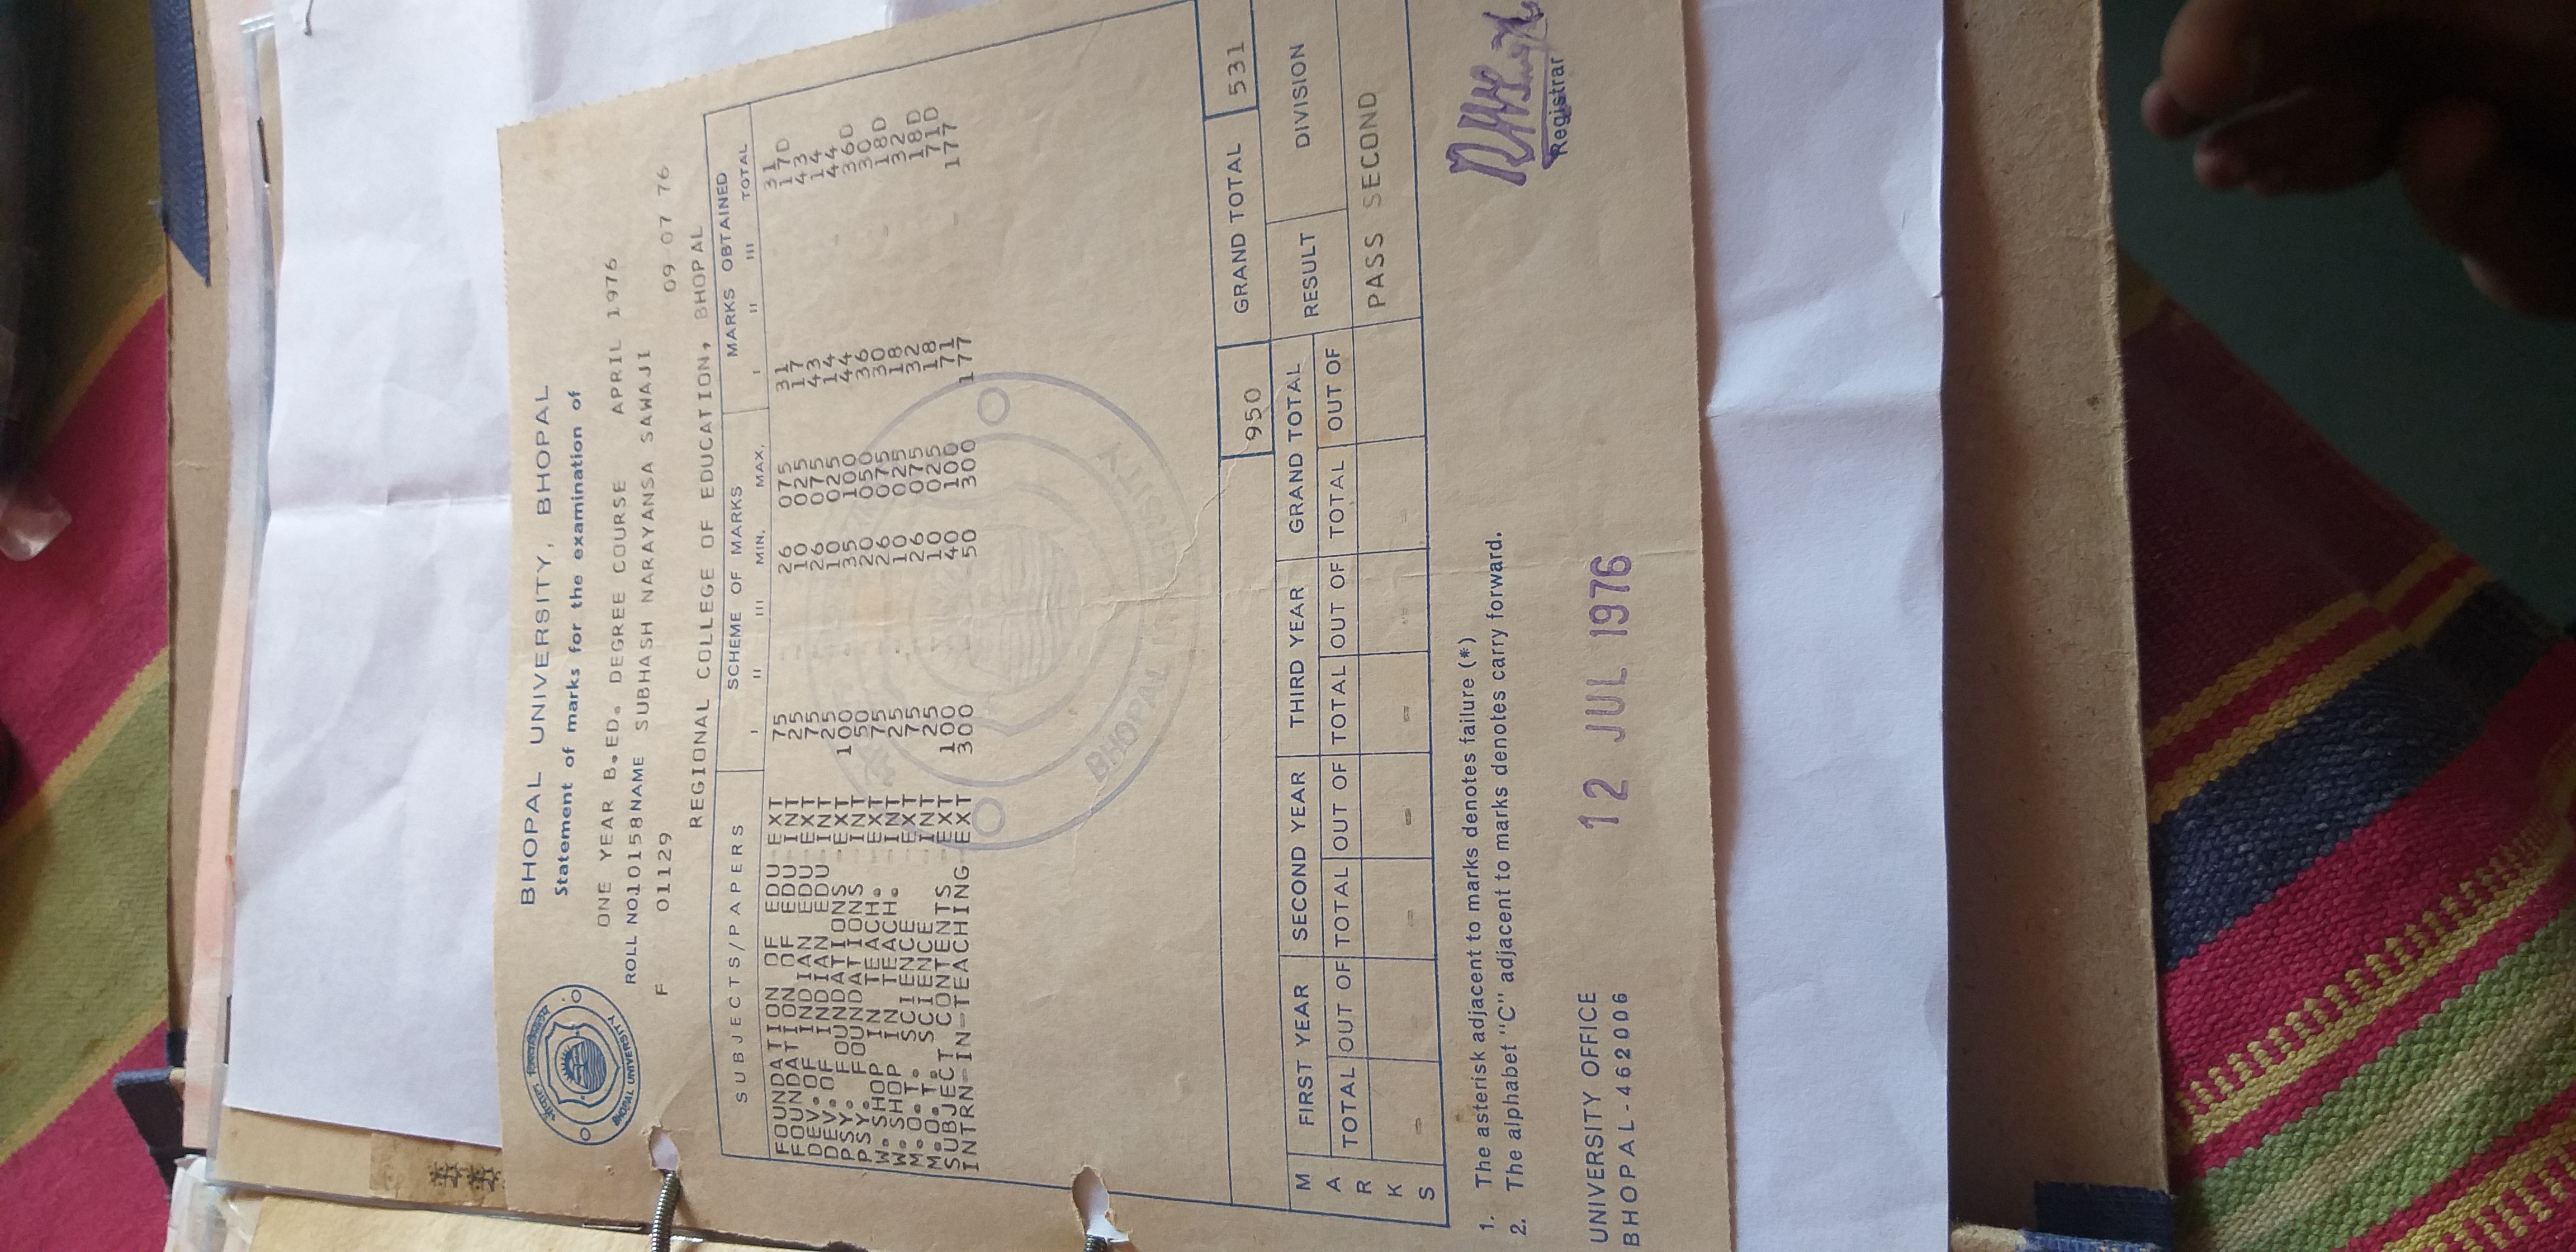 BHOPAL UNIVERSITY, BHOPAL
Statement of marks for the examination of
ONE YEAR B.ED. DEGREE COURSE APRIL 1976
ROLL NO.10158 NAME SUBHASH NARAYANSA SAWAJI
F 01129 09 07 76
REGIONAL COLLEGE OF EDUCATION, BHOPAL
BHOPAL UNIVERSITY
SUBJECTS/PAPERS SCHEME OF MARKS MARKS OBTAINED
I II III MIN. MAX. I II III TOTAL
FOUNDATION OF EDU EXT 75 26 075 31 31
FOUNDATION OF EDU INT 25 10 025 17 17D
DEV. OF INDIAN EDU EXT 75 26 075 43 43
DEV. OF INDIAN EDU INT 25 10 025 14 14
PSY. FOUNDATIONS EXT 100 35 100 44 44
PSY. FOUNDATIONS INT 50 20 050 36 36D
W. SHOP IN TEACH. EXT 75 26 075 30 30
W. SHOP IN TEACH. INT 25 10 025 18 18D
M.O.T. SCIENCE EXT 75 26 075 32 32
M.O.T. SCIENCE INT 25 10 025 18 18D
SUBJECT CONTENTS EXT 100 40 100 71 71D
INTRN-IN-TEACHING EXT 300 50 300 177 177
BHOPAL UNIVERSITY
950 GRAND TOTAL 531
MARKS FIRST YEAR SECOND YEAR THIRD YEAR GRAND TOTAL RESULT DIVISION
TOTAL OUT OF TOTAL OUT OF TOTAL OUT OF TOTAL OUT OF
PASS SECOND
1. The asterisk adjacent to marks denotes failure (*)
2. The alphabet "C" adjacent to marks denotes carry forward.
Registrar
UNIVERSITY OFFICE
BHOPAL-462006
12 JUL 1976